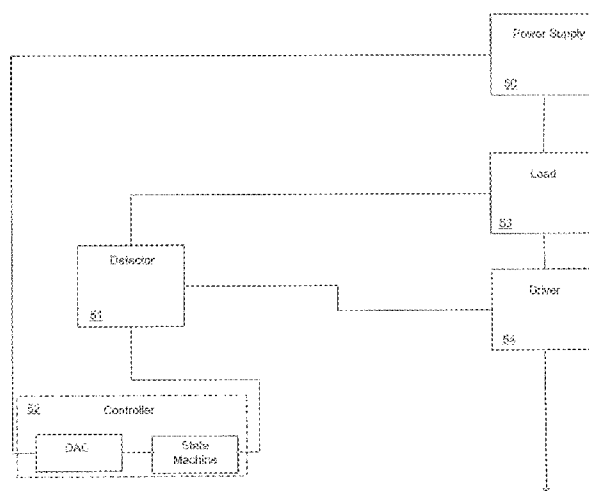 Power Supply
50
Load
53
Detector
51
Driver
54
52
Controller
DAC
State
Machine